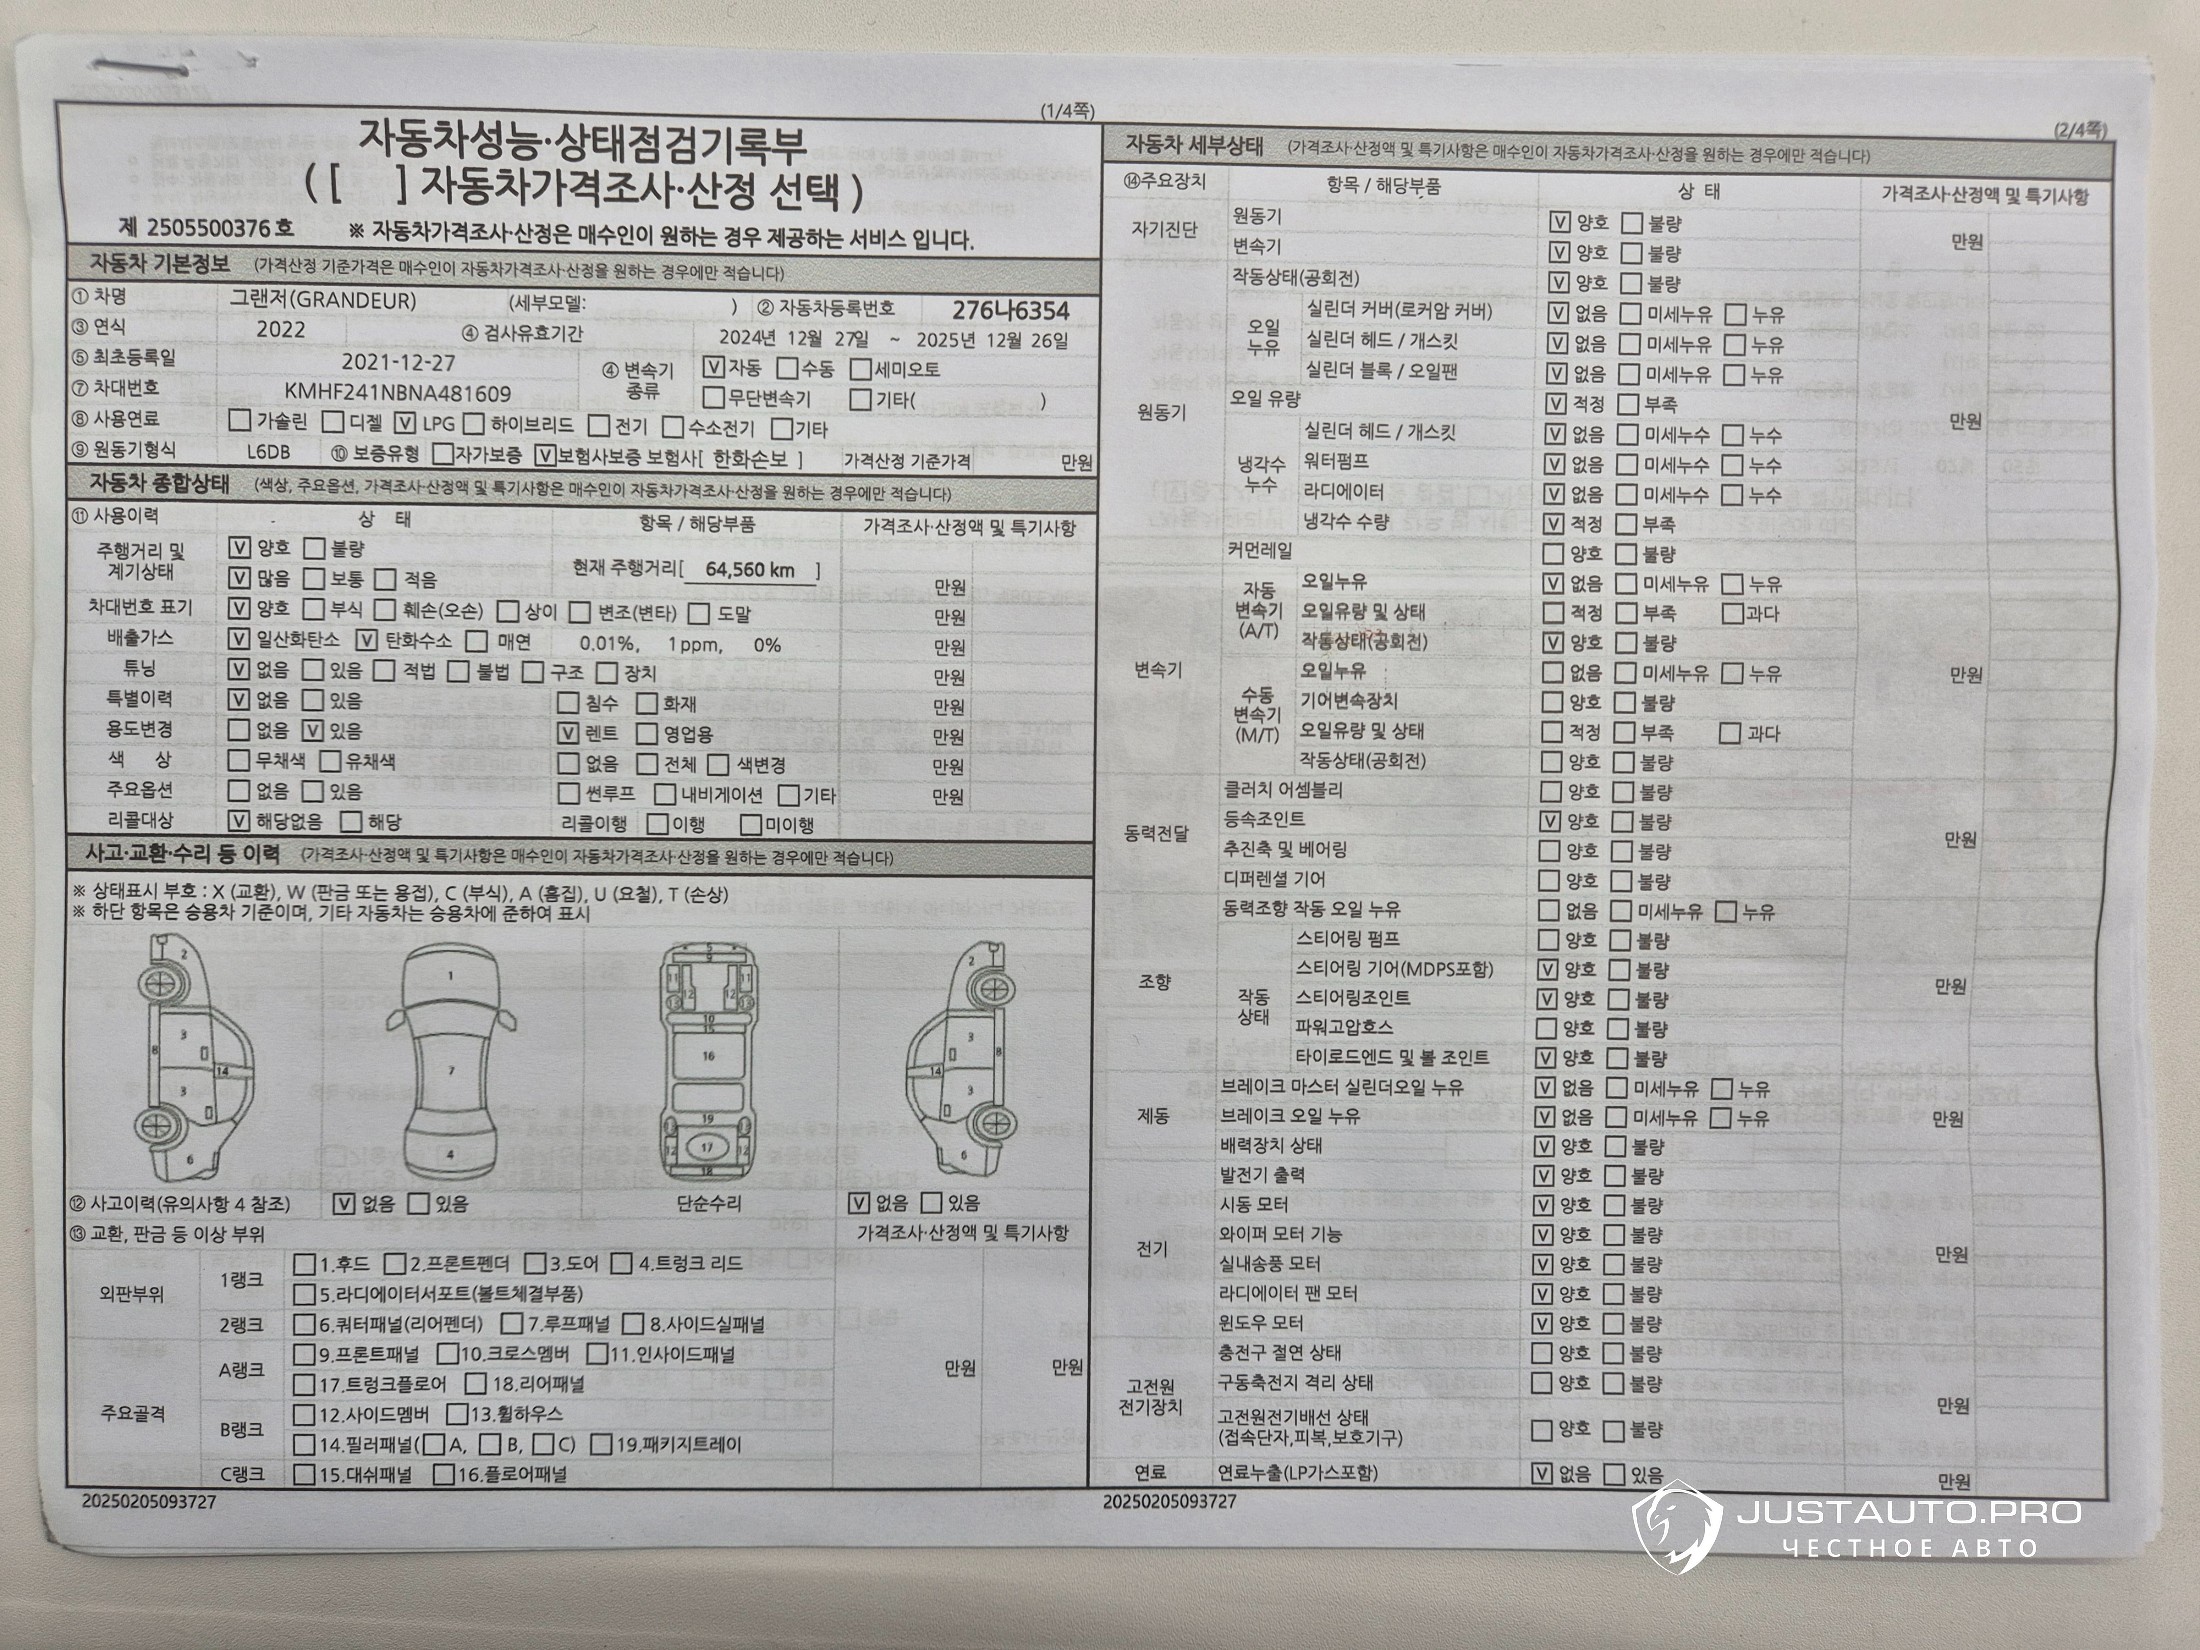 (1/4쪽)
자동차성능·상태점검기록부
( [ ] 자동차가격조사·산정 선택 )
제 2505500376 호 ※ 자동차가격조사·산정은 매수인이 원하는 경우 제공하는 서비스 입니다.
자동차 기본정보 (가격산정 기준가격은 매수인이 자동차가격조사·산정을 원하는 경우에만 적습니다)
① 차명 그랜저(GRANDEUR) (세부모델: ) ② 자동차등록번호 276나6354
③ 연식 2022 ④ 검사유효기간 2024년 12월 27일 ~ 2025년 12월 26일
⑤ 최초등록일 2021-12-27 ④ 변속기 종류 [V]자동 [ ]수동 [ ]세미오토
⑦ 차대번호 KMHF241NBNA481609 [ ]무단변속기 [ ]기타( )
⑧ 사용연료 [ ]가솔린 [ ]디젤 [V]LPG [ ]하이브리드 [ ]전기 [ ]수소전기 [ ]기타
⑨ 원동기형식 L6DB ⑩ 보증유형 [ ]자가보증 [V]보험사보증 보험사[ 한화손보 ] 가격산정 기준가격 만원
자동차 종합상태 (색상, 주요옵션, 가격조사·산정액 및 특기사항은 매수인이 자동차가격조사·산정을 원하는 경우에만 적습니다)
⑪ 사용이력 상 태 항목 / 해당부품 가격조사·산정액 및 특기사항
주행거리 및 계기상태 [V]양호 [ ]불량
[V]많음 [ ]보통 [ ]적음 현재 주행거리[ 64,560 km ] 만원
차대번호 표기 [V]양호 [ ]부식 [ ]훼손(오손) [ ]상이 [ ]변조(변타) [ ]도말 만원
배출가스 [V]일산화탄소 [V]탄화수소 [ ]매연 0.01%, 1ppm, 0% 만원
튜닝 [V]없음 [ ]있음 [ ]적법 [ ]불법 [ ]구조 [ ]장치 만원
특별이력 [V]없음 [ ]있음 [ ]침수 [ ]화재 만원
용도변경 [ ]없음 [V]있음 [V]렌트 [ ]영업용 만원
색 상 [ ]무채색 [ ]유채색 [ ]없음 [ ]전체 [ ]색변경 만원
주요옵션 [ ]없음 [ ]있음 [ ]썬루프 [ ]내비게이션 [ ]기타 만원
리콜대상 [V]해당없음 [ ]해당 리콜이행 [ ]이행 [ ]미이행
사고·교환·수리 등 이력 (가격조사·산정액 및 특기사항은 매수인이 자동차가격조사·산정을 원하는 경우에만 적습니다)
※ 상태표시 부호 : X (교환), W (판금 또는 용접), C (부식), A (흠집), U (요철), T (손상)
※ 하단 항목은 승용차 기준이며, 기타 자동차는 승용차에 준하여 표시
2 3 8 14 3 6
1 7 4
5 9 11 11 12 12 13 13 10 15 16 19 13 13 12 17 12 18
2 3 8 14 3 6
⑫ 사고이력(유의사항 4 참조) [V]없음 [ ]있음 단순수리 [V]없음 [ ]있음
⑬ 교환, 판금 등 이상 부위 가격조사·산정액 및 특기사항
외판부위 1랭크 [ ]1.후드 [ ]2.프론트펜더 [ ]3.도어 [ ]4.트렁크 리드
[ ]5.라디에이터서포트(볼트체결부품)
2랭크 [ ]6.쿼터패널(리어펜더) [ ]7.루프패널 [ ]8.사이드실패널
주요골격 A랭크 [ ]9.프론트패널 [ ]10.크로스멤버 [ ]11.인사이드패널 만원 만원
[ ]17.트렁크플로어 [ ]18.리어패널
B랭크 [ ]12.사이드멤버 [ ]13.휠하우스
[ ]14.필러패널([ ]A, [ ]B, [ ]C) [ ]19.패키지트레이
C랭크 [ ]15.대쉬패널 [ ]16.플로어패널
20250205093727
(2/4쪽)
자동차 세부상태 (가격조사·산정액 및 특기사항은 매수인이 자동차가격조사·산정을 원하는 경우에만 적습니다)
⑭주요장치 항목 / 해당부품 상 태 가격조사·산정액 및 특기사항
자기진단 원동기 [V]양호 [ ]불량 만원
변속기 [V]양호 [ ]불량
원동기 작동상태(공회전) [V]양호 [ ]불량 만원
오일 누유 실린더 커버(로커암 커버) [V]없음 [ ]미세누유 [ ]누유
실린더 헤드 / 개스킷 [V]없음 [ ]미세누유 [ ]누유
실린더 블록 / 오일팬 [V]없음 [ ]미세누유 [ ]누유
오일 유량 [V]적정 [ ]부족
냉각수 누수 실린더 헤드 / 개스킷 [V]없음 [ ]미세누수 [ ]누수
워터펌프 [V]없음 [ ]미세누수 [ ]누수
라디에이터 [V]없음 [ ]미세누수 [ ]누수
냉각수 수량 [V]적정 [ ]부족
커먼레일 [ ]양호 [ ]불량
변속기 자동 변속기 (A/T) 오일누유 [V]없음 [ ]미세누유 [ ]누유 만원
오일유량 및 상태 [ ]적정 [ ]부족 [ ]과다
작동상태(공회전) [V]양호 [ ]불량
수동 변속기 (M/T) 오일누유 [ ]없음 [ ]미세누유 [ ]누유
기어변속장치 [ ]양호 [ ]불량
오일유량 및 상태 [ ]적정 [ ]부족 [ ]과다
작동상태(공회전) [ ]양호 [ ]불량
동력전달 클러치 어셈블리 [ ]양호 [ ]불량 만원
등속조인트 [V]양호 [ ]불량
추진축 및 베어링 [ ]양호 [ ]불량
디퍼렌셜 기어 [ ]양호 [ ]불량
조향 동력조향 작동 오일 누유 [ ]없음 [ ]미세누유 [ ]누유 만원
작동 상태 스티어링 펌프 [ ]양호 [ ]불량
스티어링 기어(MDPS포함) [V]양호 [ ]불량
스티어링조인트 [V]양호 [ ]불량
파워고압호스 [ ]양호 [ ]불량
타이로드엔드 및 볼 조인트 [V]양호 [ ]불량
제동 브레이크 마스터 실린더오일 누유 [V]없음 [ ]미세누유 [ ]누유 만원
브레이크 오일 누유 [V]없음 [ ]미세누유 [ ]누유
배력장치 상태 [V]양호 [ ]불량
전기 발전기 출력 [V]양호 [ ]불량 만원
시동 모터 [V]양호 [ ]불량
와이퍼 모터 기능 [V]양호 [ ]불량
실내송풍 모터 [V]양호 [ ]불량
라디에이터 팬 모터 [V]양호 [ ]불량
윈도우 모터 [V]양호 [ ]불량
고전원 전기장치 충전구 절연 상태 [ ]양호 [ ]불량 만원
구동축전지 격리 상태 [ ]양호 [ ]불량
고전원전기배선 상태 (접속단자,피복,보호기구) [ ]양호 [ ]불량
연료 연료누출(LP가스포함) [V]없음 [ ]있음 만원
20250205093727
JUSTAUTO.PRO
ЧЕСТНОЕ АВТО